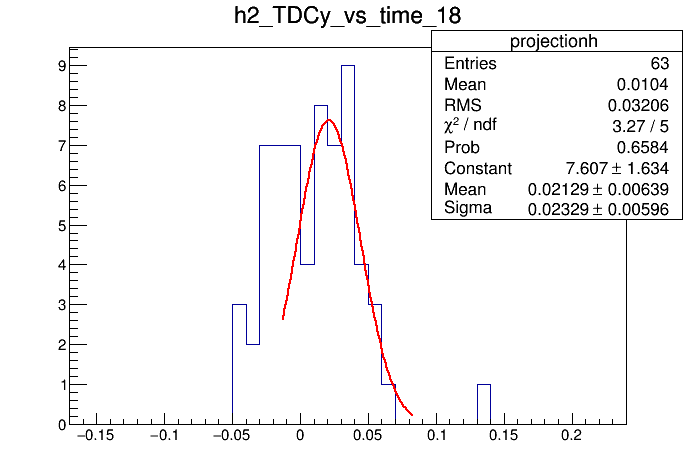 h2_TDCy_vs_time_18
projectionh
Entries 63
Mean 0.0104
RMS 0.03206
χ² / ndf 3.27 / 5
Prob 0.6584
Constant 7.607 ± 1.634
Mean 0.02129 ± 0.00639
Sigma 0.02329 ± 0.00596
9
8
7
6
5
4
3
2
1
0
−0.15 −0.1 −0.05 0 0.05 0.1 0.15 0.2